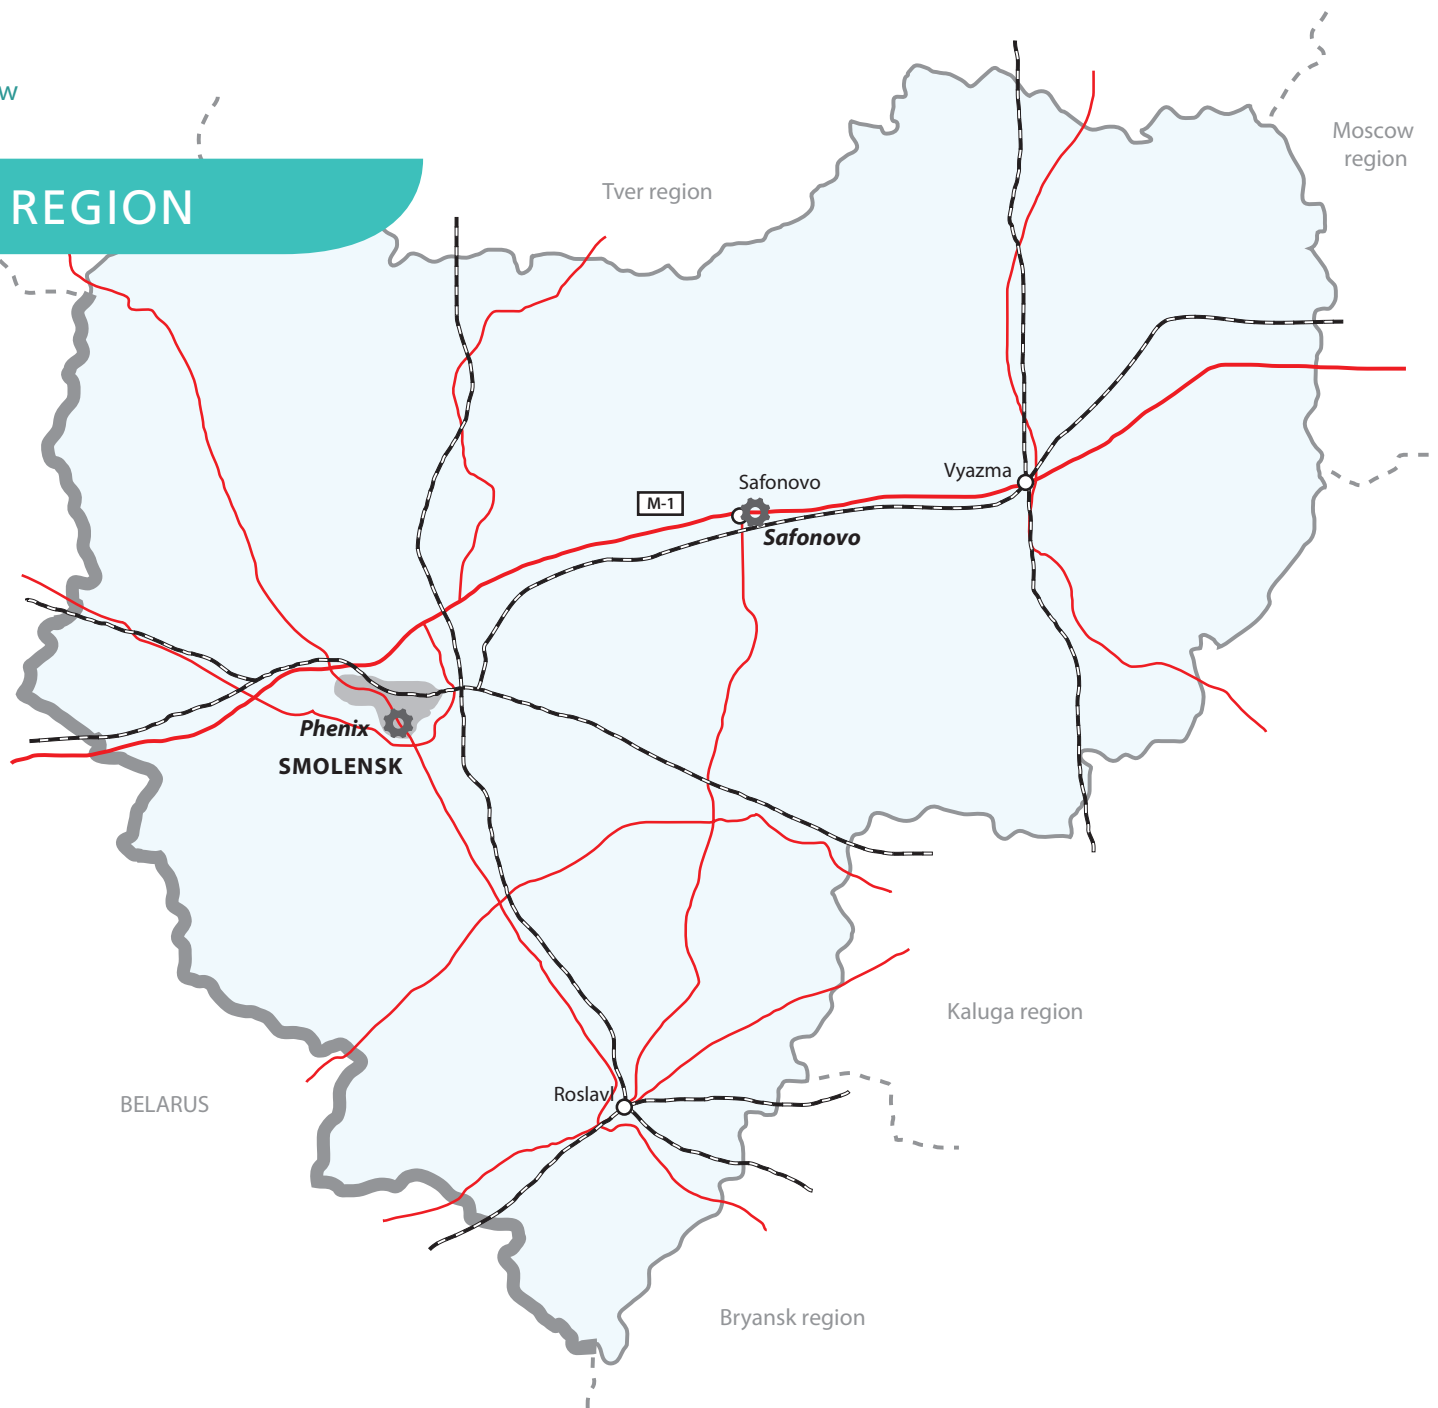 w
REGION
Moscow
region
Tver region
Vyazma
Safonovo
M-1
Safonovo
Phenix
SMOLENSK
Kaluga region
Roslavl
BELARUS
Bryansk region